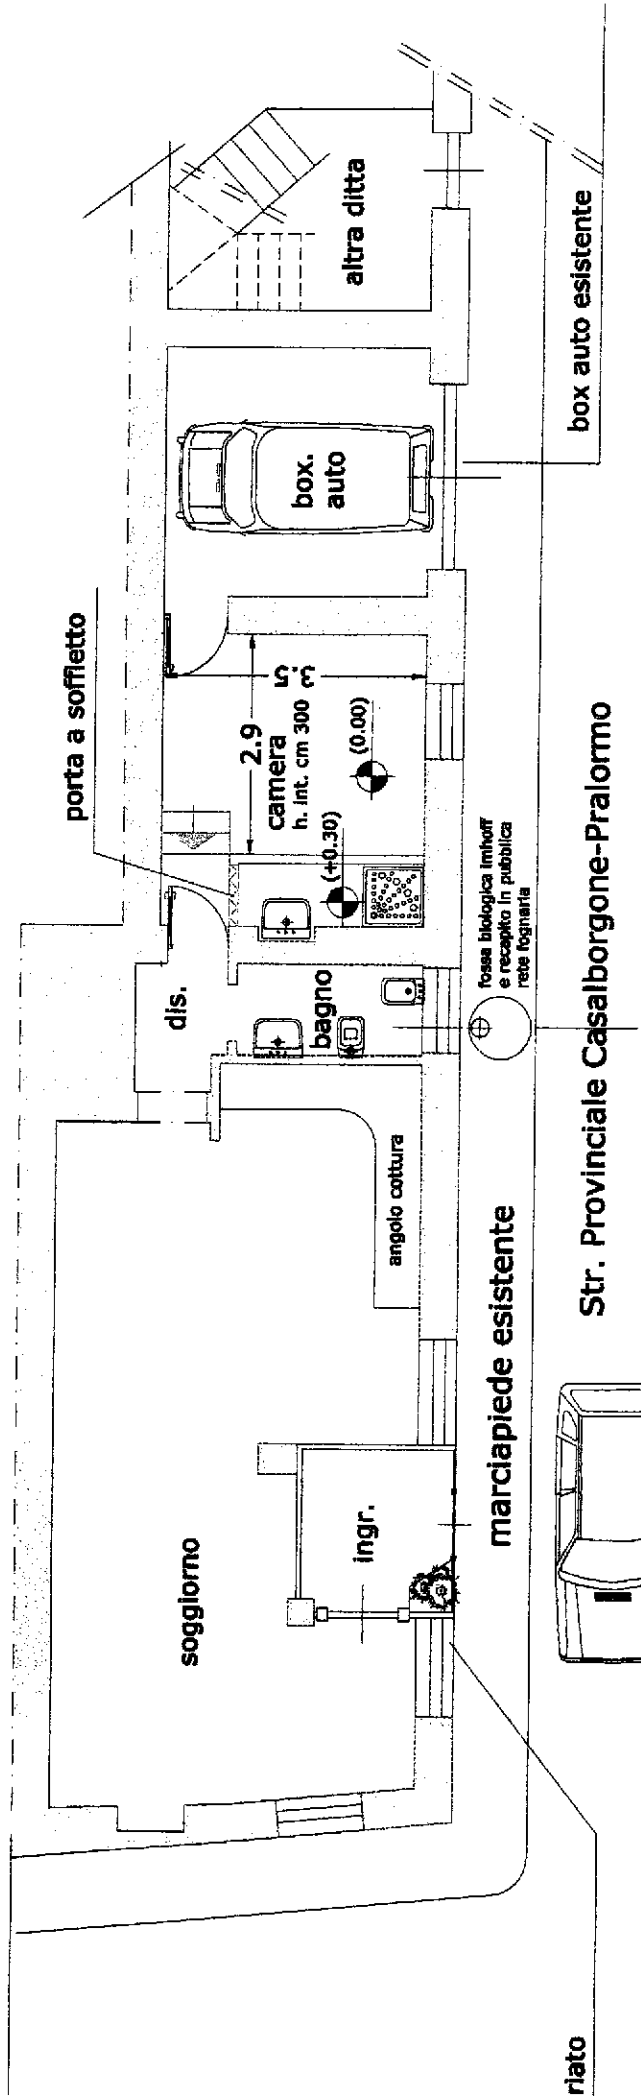 porta a soffietto
altra ditta
dis.
2.9
camera
h. int. cm 300
3.5
(0.00)
(+0.30)
box.
auto
soggiorno
bagno
ingr.
angolo cottura
fossa biologica imhoff
e recapito in pubblica
rete fognaria
box auto esistente
marciapiede esistente
Str. Provinciale Casalborgone-Pralormo
riato